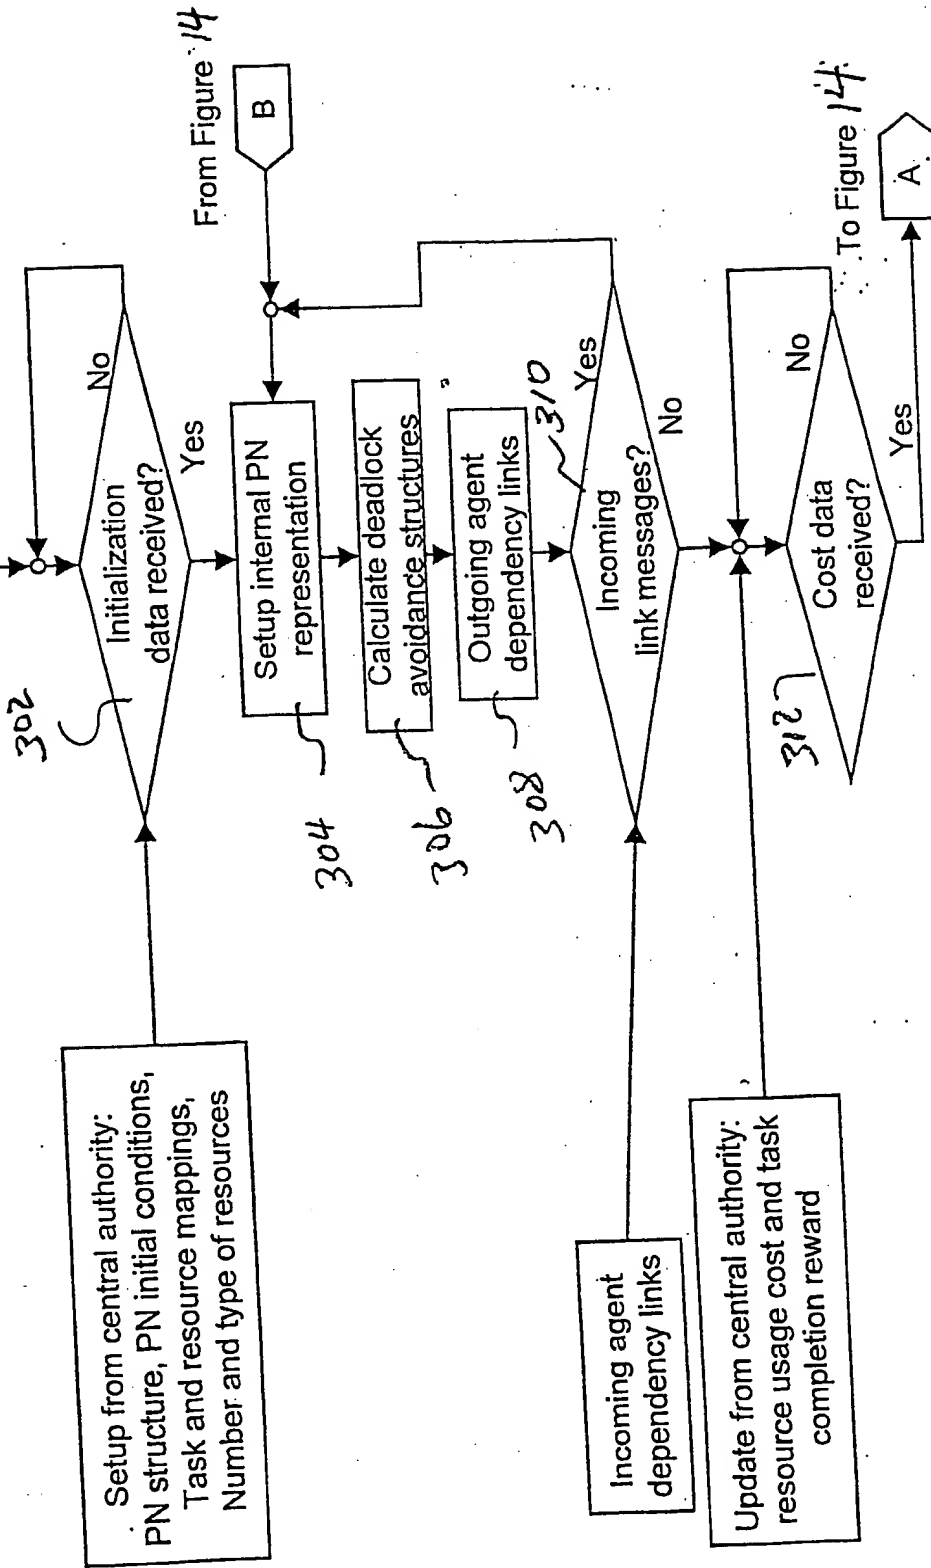 From Figure 14
B
302
Initialization
data received?
No
Yes
Setup from central authority:
PN structure, PN initial conditions,
Task and resource mappings,
Number and type of resources
304
Setup internal PN
representation
306
Calculate deadlock
avoidance structures
308
Outgoing agent
dependency links
310
Incoming
link messages?
Yes
No
Incoming agent
dependency links
Update from central authority:
resource usage cost and task
completion reward
312
Cost data
received?
No
Yes
To Figure 14
A